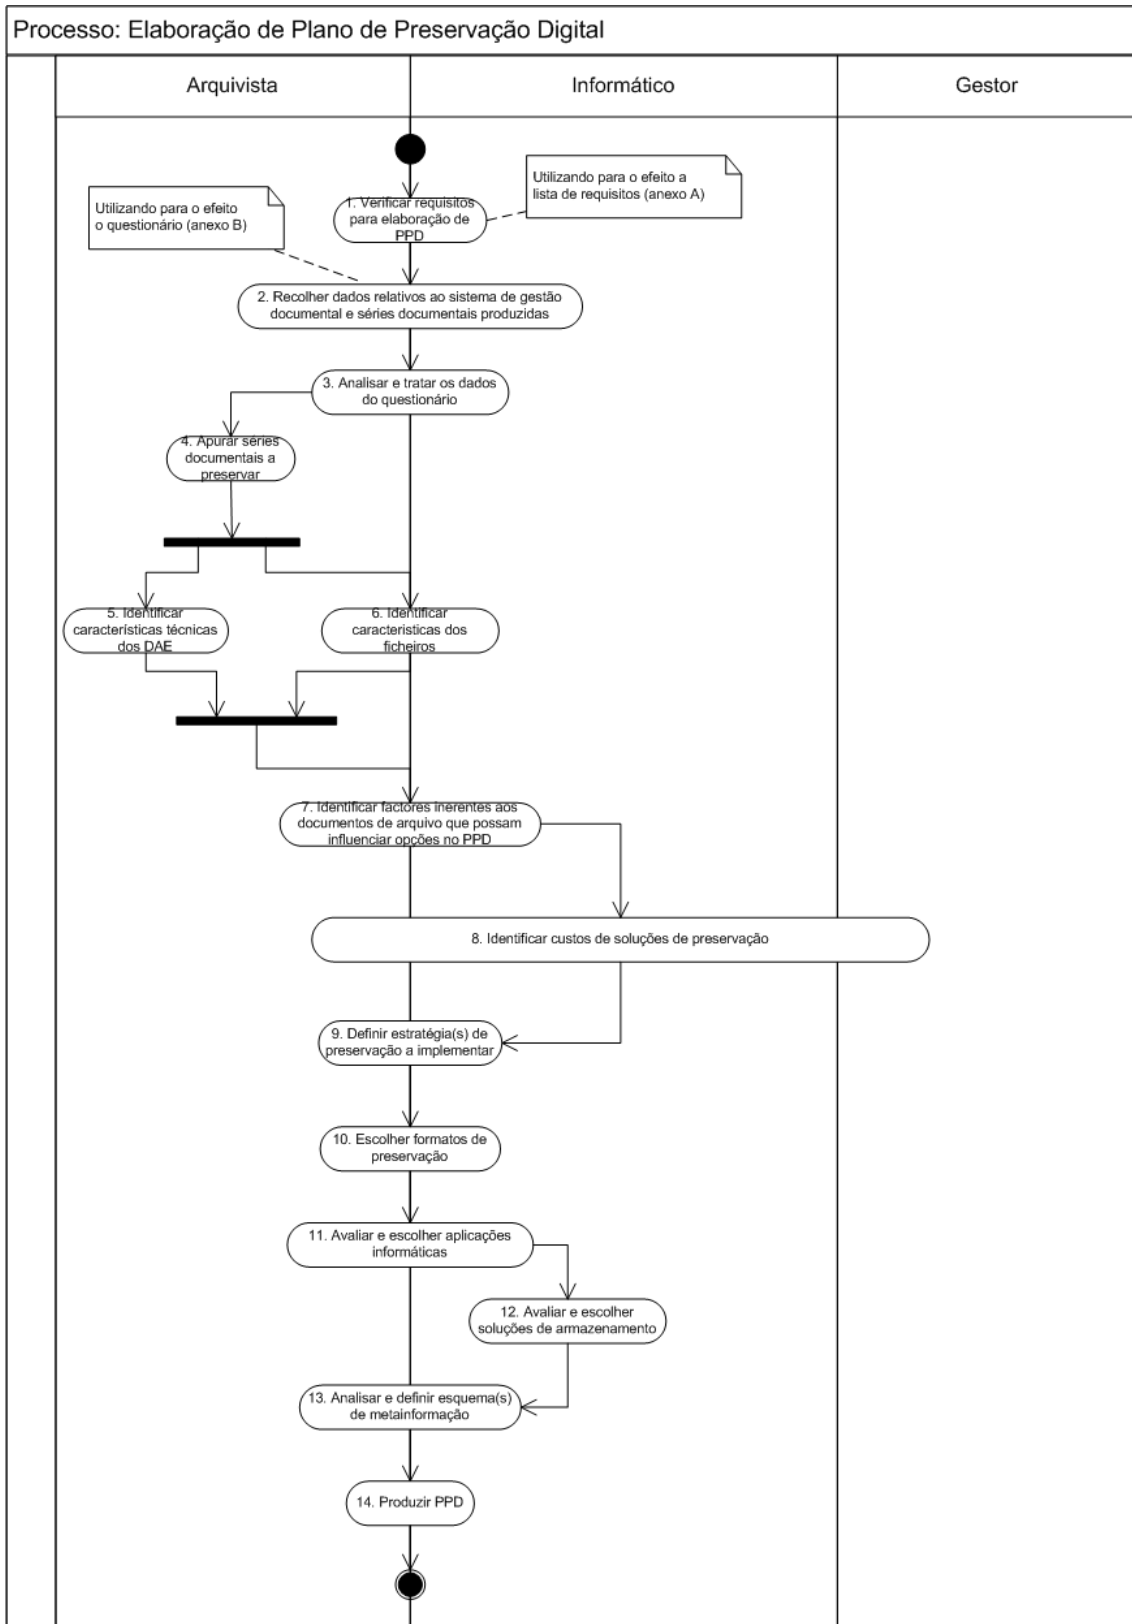 Processo: Elaboração de Plano de Preservação Digital
Arquivista
Informático
Gestor
Utilizando para o efeito a
lista de requisitos (anexo A)
Utilizando para o efeito
o questionário (anexo B)
1. Verificar requisitos
para elaboração de
PPD
2. Recolher dados relativos ao sistema de gestão
documental e séries documentais produzidas
3. Analisar e tratar os dados
do questionário
4. Apurar séries
documentais a
preservar
5. Identificar
características técnicas
dos DAE
6. Identificar
caracteristicas dos
ficheiros
7. Identificar factores inerentes aos
documentos de arquivo que possam
influenciar opções no PPD
8. Identificar custos de soluções de preservação
9. Definir estratégia(s) de
preservação a implementar
10. Escolher formatos de
preservação
11. Avaliar e escolher aplicações
informáticas
12. Avaliar e escolher
soluções de armazenamento
13. Analisar e definir esquema(s)
de metainformação
14. Produzir PPD